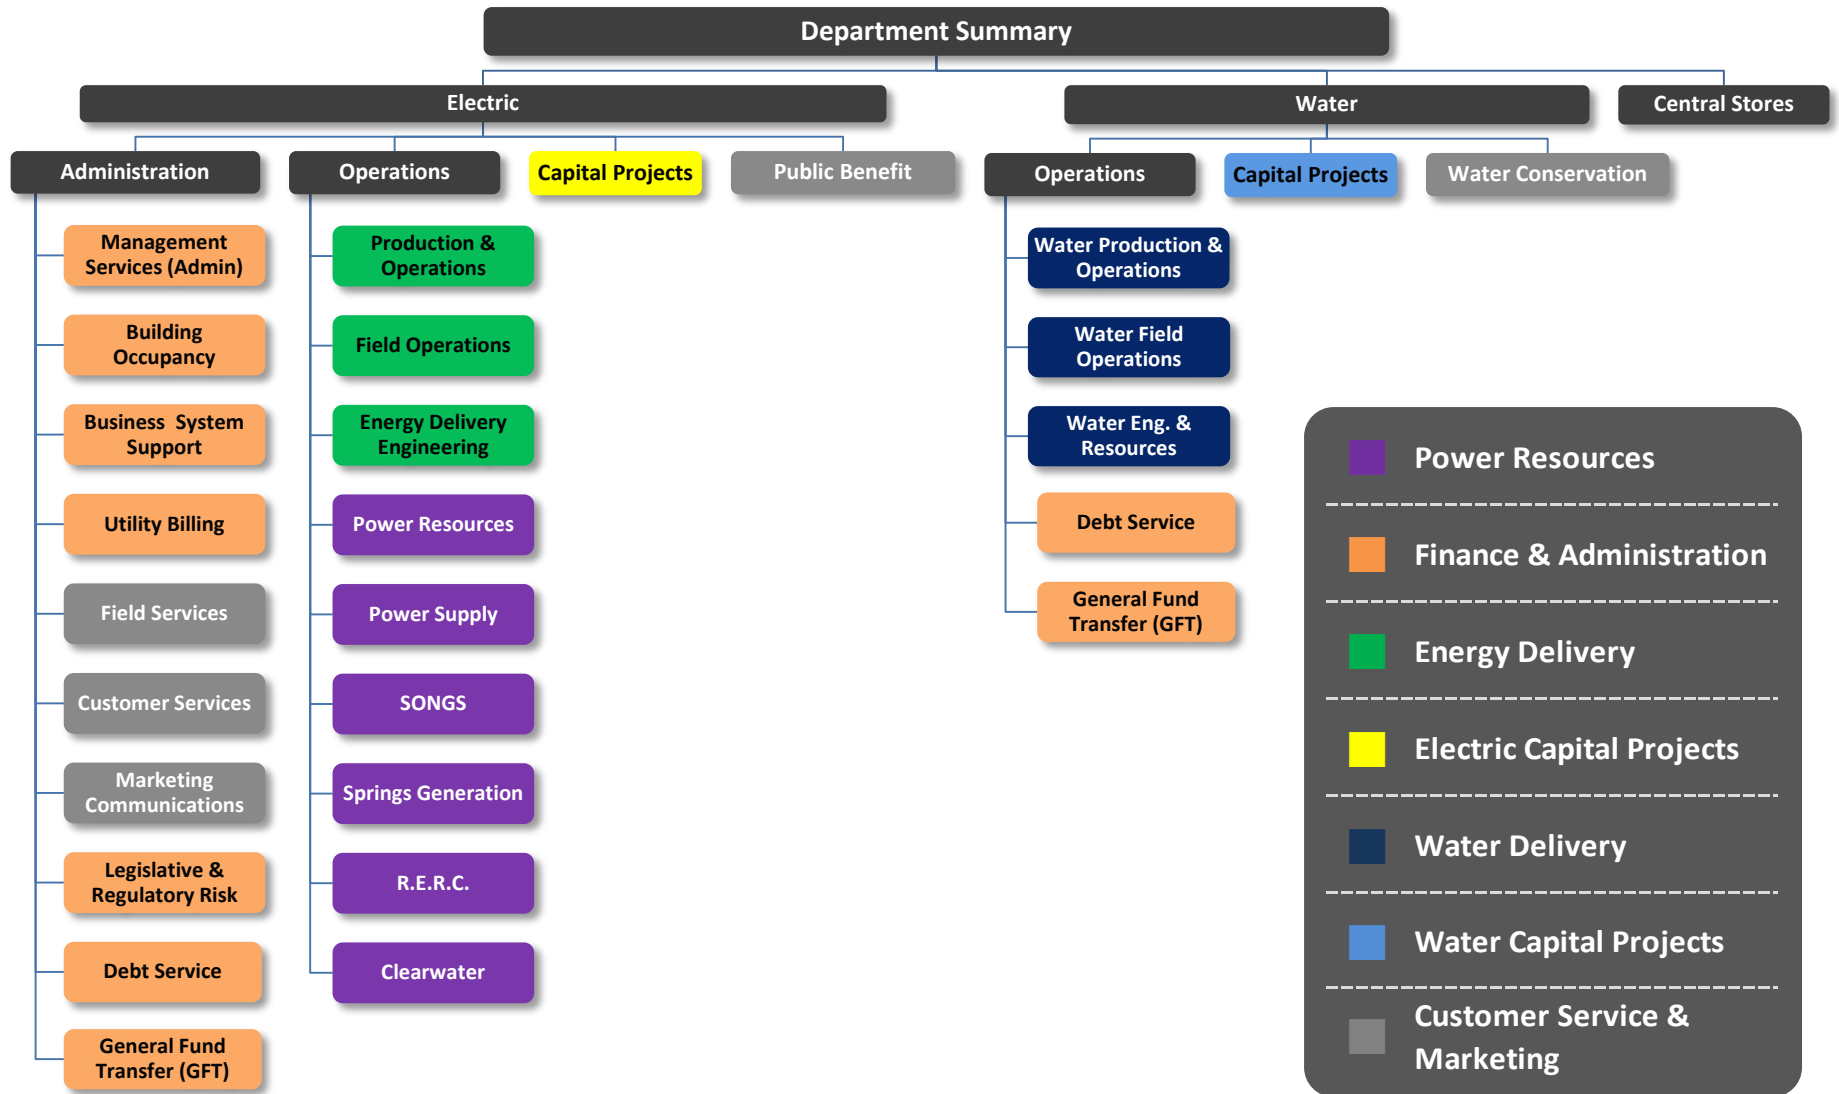 Department Summary
Electric
Water
Central Stores
Administration
Operations
Capital Projects
Public Benefit
Operations
Capital Projects
Water Conservation
Management
Services (Admin)
Building
Occupancy
Business System
Support
Utility Billing
Field Services
Customer Services
Marketing
Communications
Legislative &
Regulatory Risk
Debt Service
General Fund
Transfer (GFT)
Production &
Operations
Field Operations
Energy Delivery
Engineering
Power Resources
Power Supply
SONGS
Springs Generation
R.E.R.C.
Clearwater
Water Production &
Operations
Water Field
Operations
Water Eng. &
Resources
Debt Service
General Fund
Transfer (GFT)
Power Resources
Finance & Administration
Energy Delivery
Electric Capital Projects
Water Delivery
Water Capital Projects
Customer Service &
Marketing